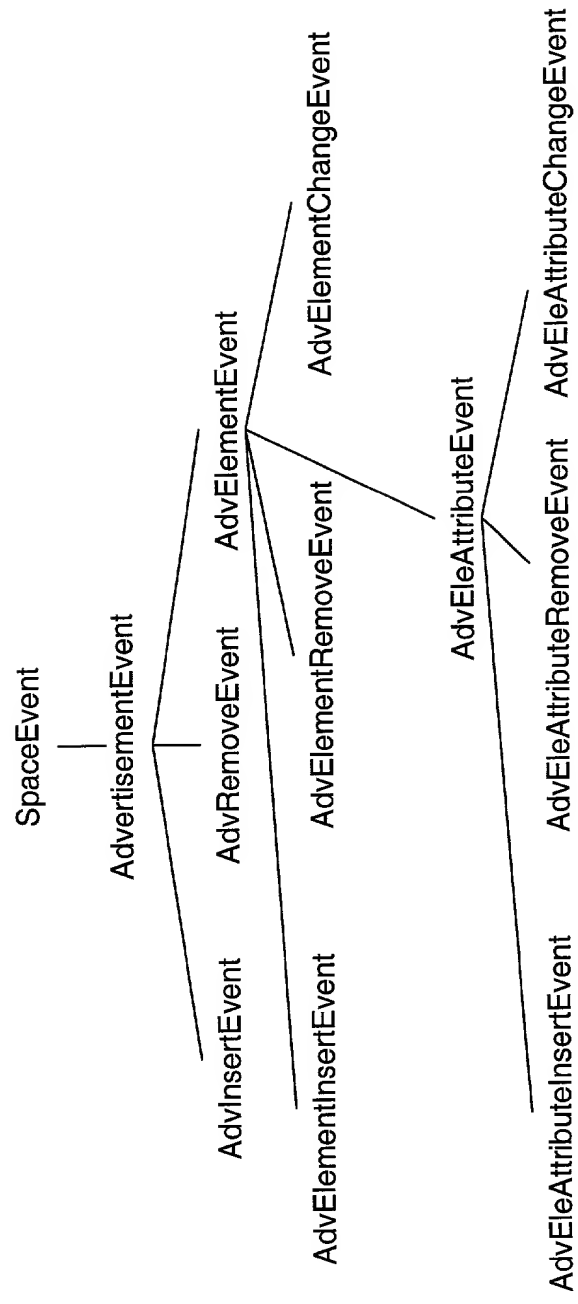 SpaceEvent
AdvertisementEvent
AdvInsertEvent
AdvRemoveEvent
AdvElementEvent
AdvElementInsertEvent
AdvElementRemoveEvent
AdvElementChangeEvent
AdvEleAttributeEvent
AdvEleAttributeInsertEvent
AdvEleAttributeRemoveEvent
AdvEleAttributeChangeEvent